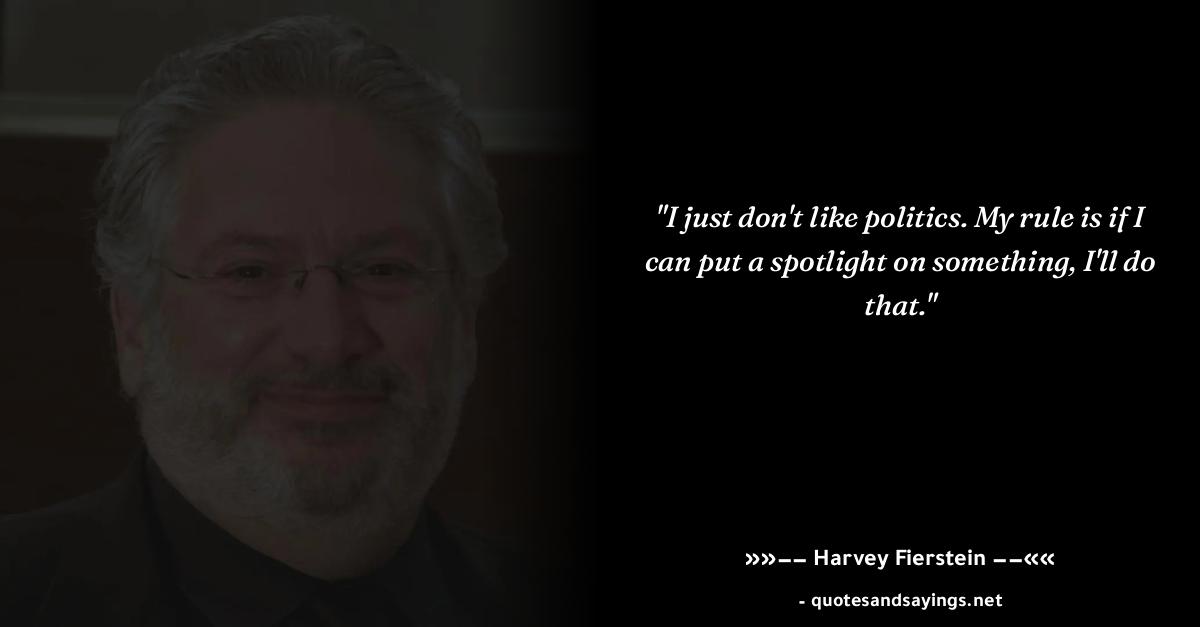 "I just don't like politics. My rule is if I
can put a spotlight on something, I'll do
that."
»»−− Harvey Fierstein −−««
- quotesandsayings.net